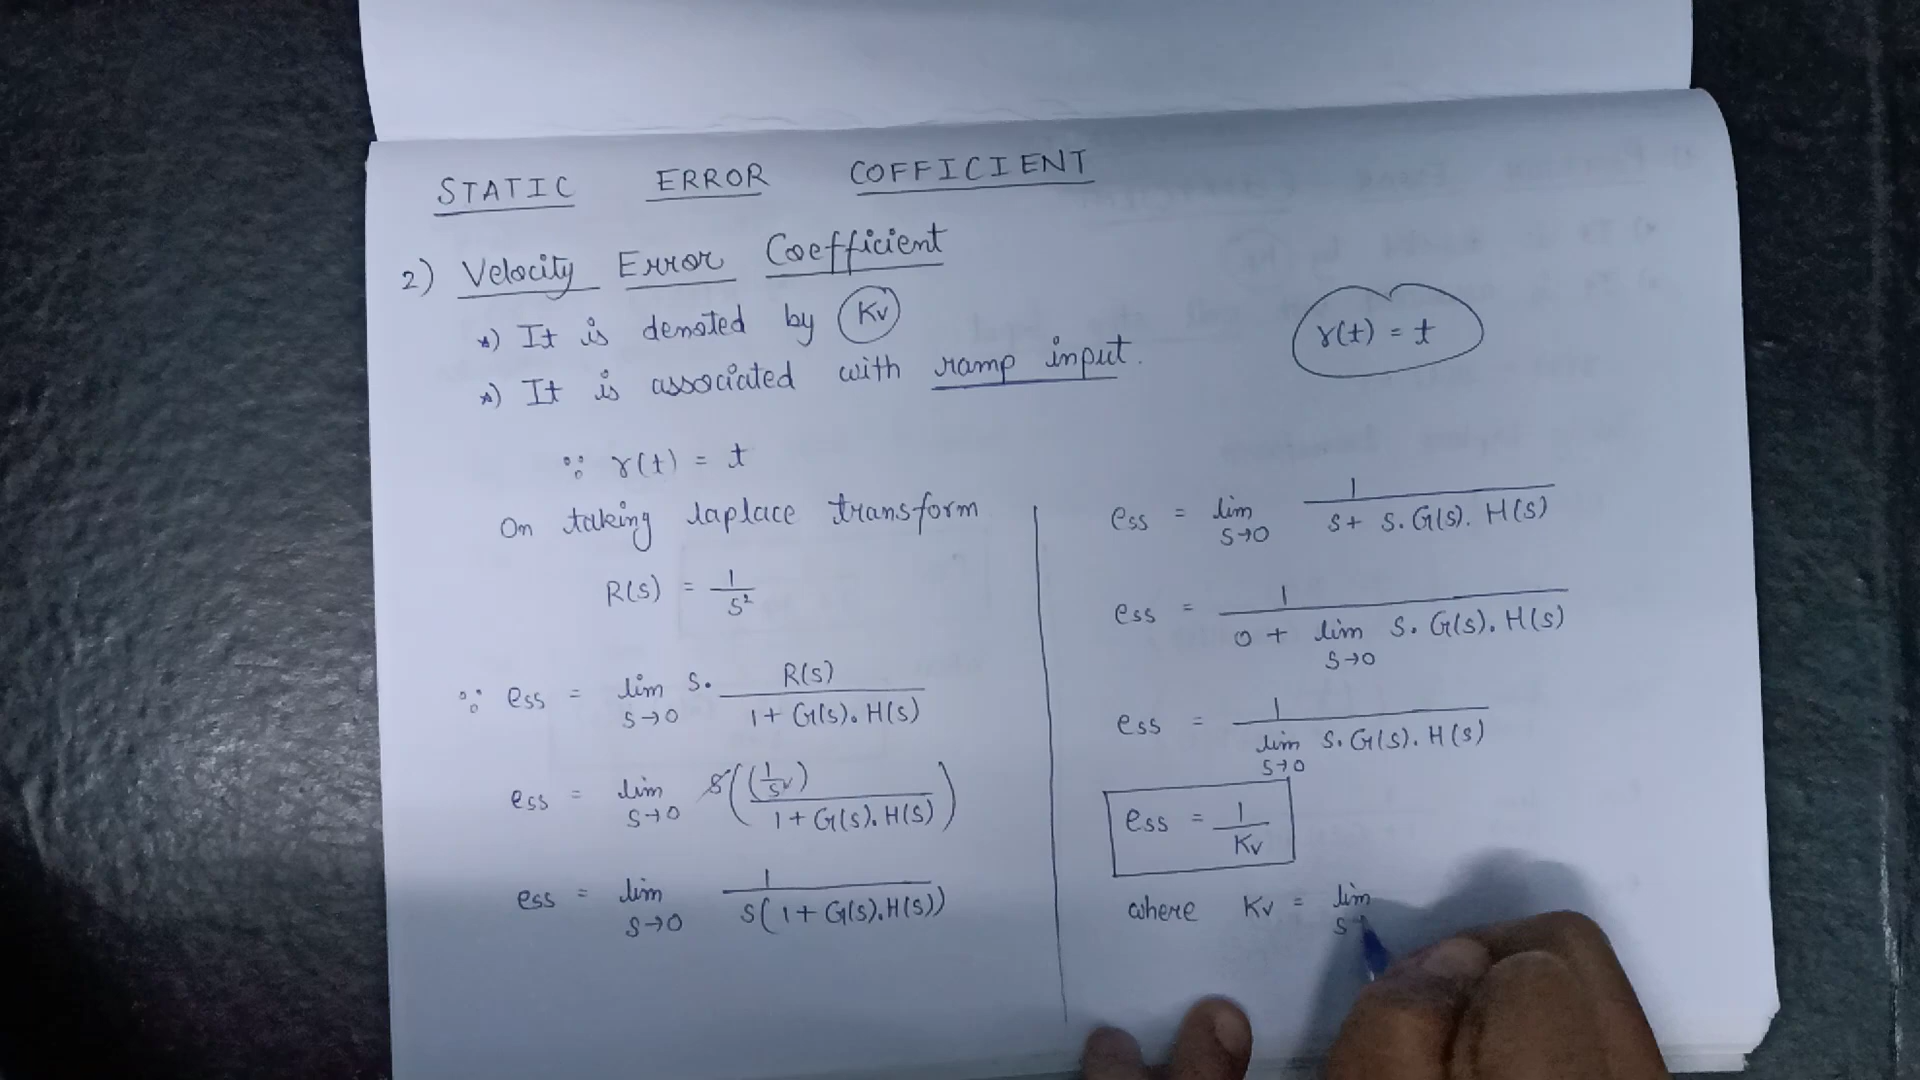 STATIC ERROR COFFICIENT
2) Velocity Error Coefficient
*) It is denoted by Kv
*) It is associated with ramp input.
r(t) = t
∵ r(t) = t
On taking laplace transform
R(s) = 1/s²
∵ ess = lim s→0 s. R(s)/(1 + G(s). H(s))
ess = lim s→0 s((1/s²)/(1 + G(s). H(s)))
ess = lim s→0 1/(s(1 + G(s). H(s)))
ess = lim s→0 1/(s + s. G(s). H(s))
ess = 1/(0 + lim s→0 s. G(s). H(s))
ess = 1/(lim s→0 s. G(s). H(s))
ess = 1/Kv
where Kv = lim s